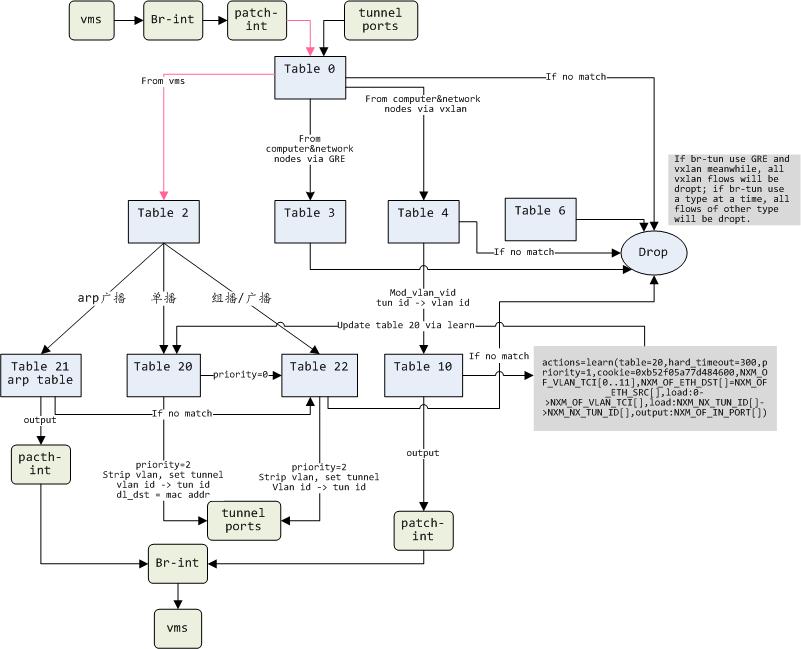 vms
Br-int
patch-
int
tunnel
ports
Table 0
From vms
If no match
From computer&network
nodes via vxlan
From
computer&network
nodes via GRE
If br-tun use GRE and
vxlan meanwhile, all
vxlan flows will be
dropt; if br-tun use
a type at a time, all
flows of other type
will be dropt.
Table 2
Table 3
Table 4
Table 6
If no match
Drop
arp广播
单播
组播/广播
Mod_vlan_vid
tun id -> vlan id
Update table 20 via learn
Table 21
arp table
Table 20
priority=0
Table 22
Table 10
If no match
actions=learn(table=20,hard_timeout=300,p
riority=1,cookie=0xb52f05a77d484600,NXM_O
F_VLAN_TCI[0..11],NXM_OF_ETH_DST[]=NXM_OF
_ETH_SRC[],load:0-
>NXM_OF_VLAN_TCI[],load:NXM_NX_TUN_ID[]-
>NXM_NX_TUN_ID[],output:NXM_OF_IN_PORT[])
output
If no match
pacth-
int
priority=2
Strip vlan, set tunnel
vlan id -> tun id
dl_dst = mac addr
priority=2
Strip vlan, set tunnel
Vlan id -> tun id
output
tunnel
ports
patch-
int
Br-int
vms